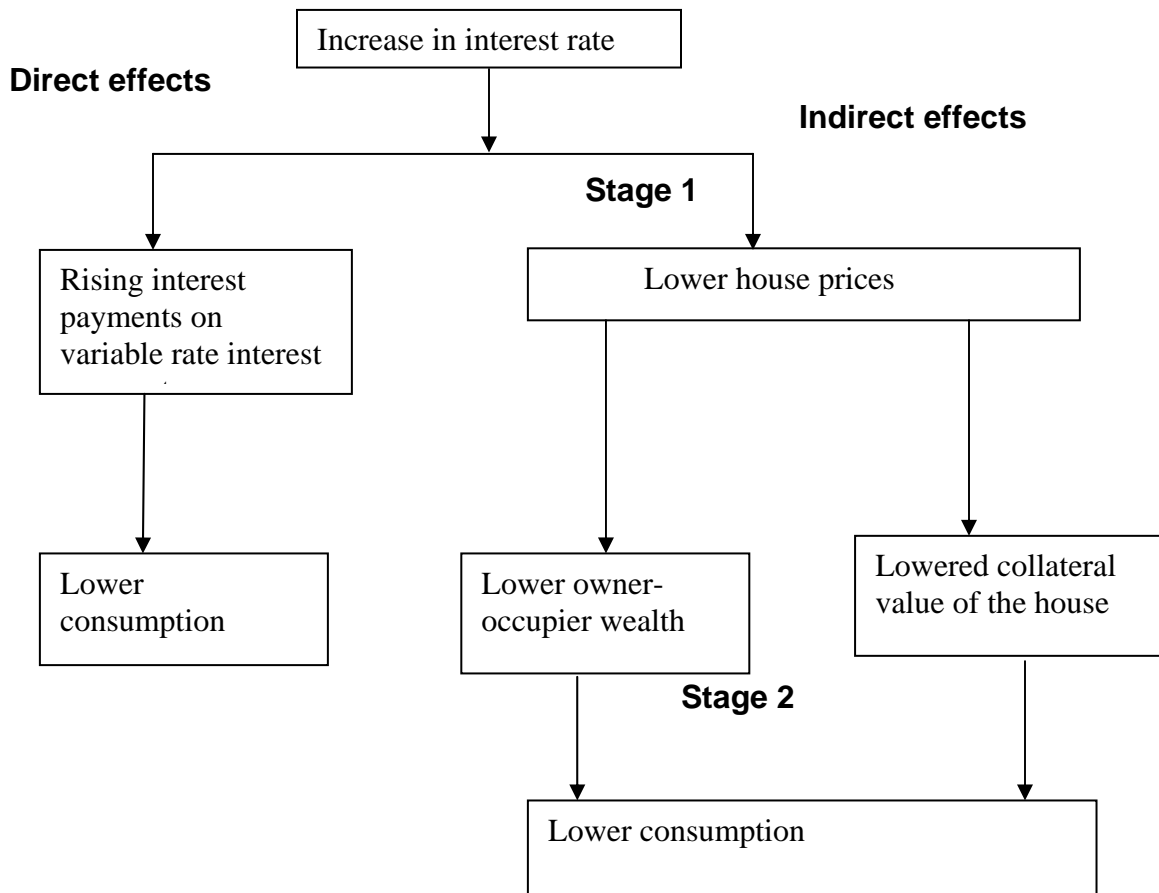 Increase in interest rate
Direct effects
Indirect effects
Stage 1
Rising interest
payments on
variable rate interest
Lower house prices
Lower
consumption
Lower owner-
occupier wealth
Lowered collateral
value of the house
Stage 2
Lower consumption